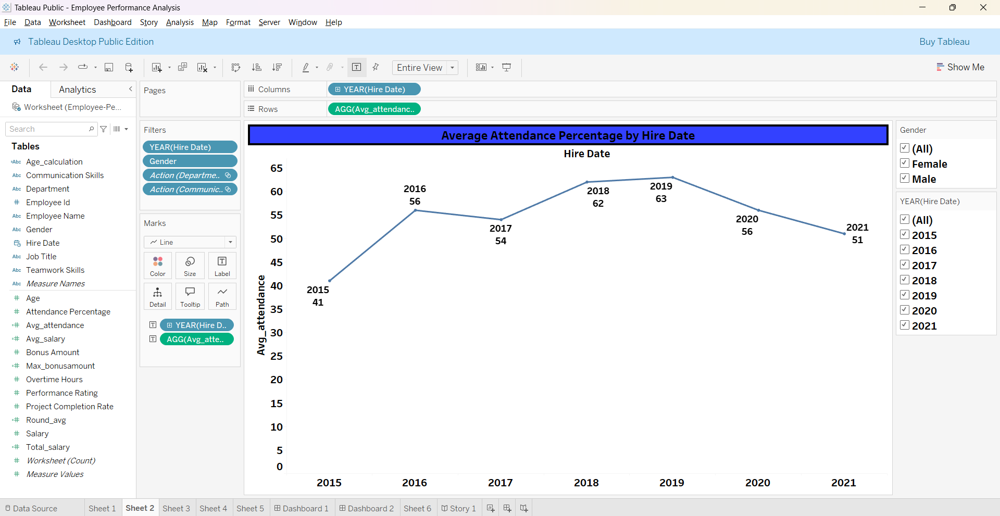 Tableau Public - Employee Performance Analysis
File Data Worksheet Dashboard Story Analysis Map Format Server Window Help
Tableau Desktop Public Edition
Buy Tableau
Entire View
Show Me
Data
Analytics
Worksheet (Employee-Pe...
Search
Tables
Abc Age_calculation
Abc Communication Skills
Abc Department
Employee Id
Abc Employee Name
Abc Gender
Hire Date
Abc Job Title
Abc Teamwork Skills
Abc Measure Names
Age
Attendance Percentage
Avg_attendance
Avg_salary
Bonus Amount
Max_bonusamount
Overtime Hours
Performance Rating
Project Completion Rate
Round_avg
Salary
Total_salary
Worksheet (Count)
Measure Values
Pages
Filters
YEAR(Hire Date)
Gender
Action (Departme..
Action (Communic..
Marks
Line
Color
Size
Label
Detail
Tooltip
Path
YEAR(Hire D..
AGG(Avg_atte..
Columns
YEAR(Hire Date)
Rows
AGG(Avg_attendanc..
Average Attendance Percentage by Hire Date
Hire Date
Avg_attendance
65
60
55
50
45
40
35
30
25
20
15
10
5
0
2015
41
2016
56
2017
54
2018
62
2019
63
2020
56
2021
51
2015 2016 2017 2018 2019 2020 2021
Gender
(All)
Female
Male
YEAR(Hire Date)
(All)
2015
2016
2017
2018
2019
2020
2021
Data Source
Sheet 1
Sheet 2
Sheet 3
Sheet 4
Sheet 5
Dashboard 1
Dashboard 2
Sheet 6
Story 1